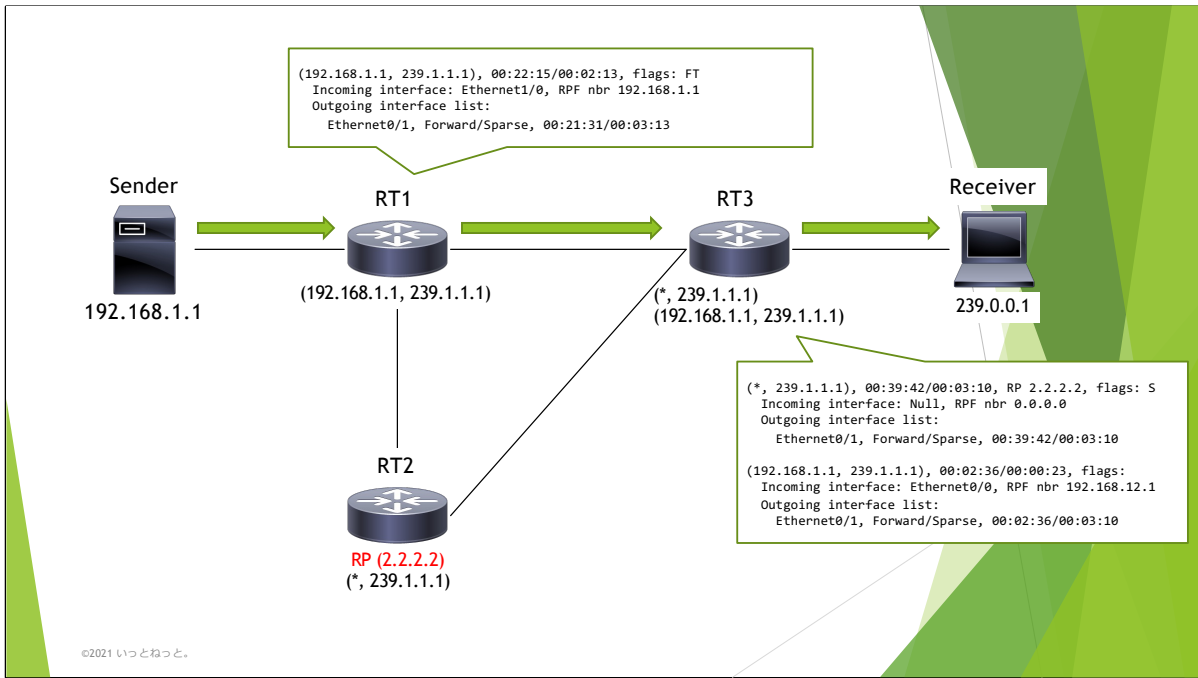 (192.168.1.1, 239.1.1.1), 00:22:15/00:02:13, flags: FT
Incoming interface: Ethernet1/0, RPF nbr 192.168.1.1
Outgoing interface list:
Ethernet0/1, Forward/Sparse, 00:21:31/00:03:13
Sender
RT1
RT3
Receiver
192.168.1.1
(192.168.1.1, 239.1.1.1)
(*, 239.1.1.1)
(192.168.1.1, 239.1.1.1)
239.0.0.1
(*, 239.1.1.1), 00:39:42/00:03:10, RP 2.2.2.2, flags: S
Incoming interface: Null, RPF nbr 0.0.0.0
Outgoing interface list:
Ethernet0/1, Forward/Sparse, 00:39:42/00:03:10
(192.168.1.1, 239.1.1.1), 00:02:36/00:00:23, flags:
Incoming interface: Ethernet0/0, RPF nbr 192.168.12.1
Outgoing interface list:
Ethernet0/1, Forward/Sparse, 00:02:36/00:03:10
RT2
RP (2.2.2.2)
(*, 239.1.1.1)
©2021 いっとねっと。